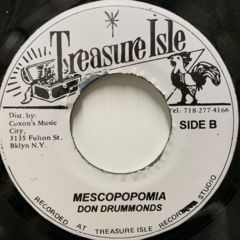 Treasure Isle
Dist. by:
Coxon's Music
City,
3135 Fulton St.
Bklyn N.Y.
Tel: 718-277-4166
SIDE B
MESCOPOPOMIA
DON DRUMMONDS
RECORDED AT TREASURE ISLE RECORDING STUDIO